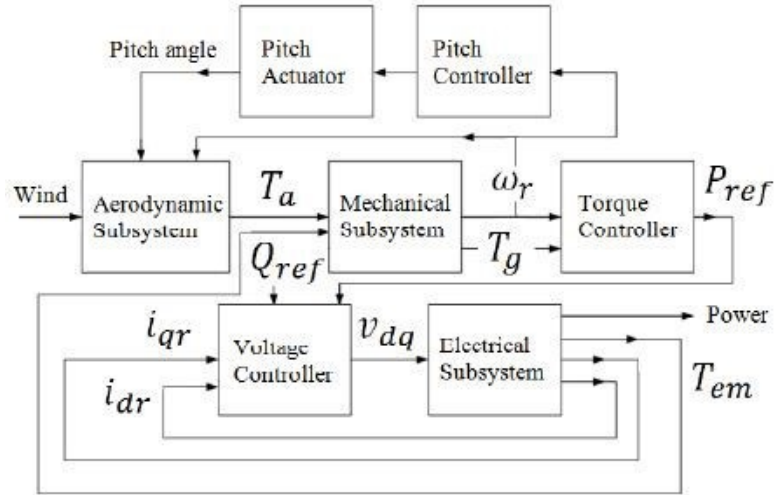 Pitch angle
Pitch
Actuator
Pitch
Controller
Wind
Aerodynamic
Subsystem
T_a
Mechanical
Subsystem
ω_r
T_g
Torque
Controller
P_ref
Q_ref
i_qr
i_dr
Voltage
Controller
v_dq
Electrical
Subsystem
Power
T_em